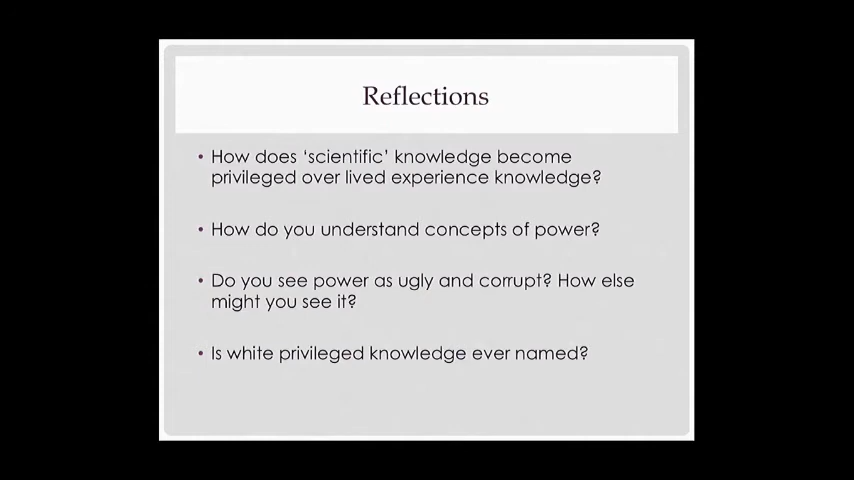 Reflections
• How does ‘scientific’ knowledge become
privileged over lived experience knowledge?
• How do you understand concepts of power?
• Do you see power as ugly and corrupt? How else
might you see it?
• Is white privileged knowledge ever named?